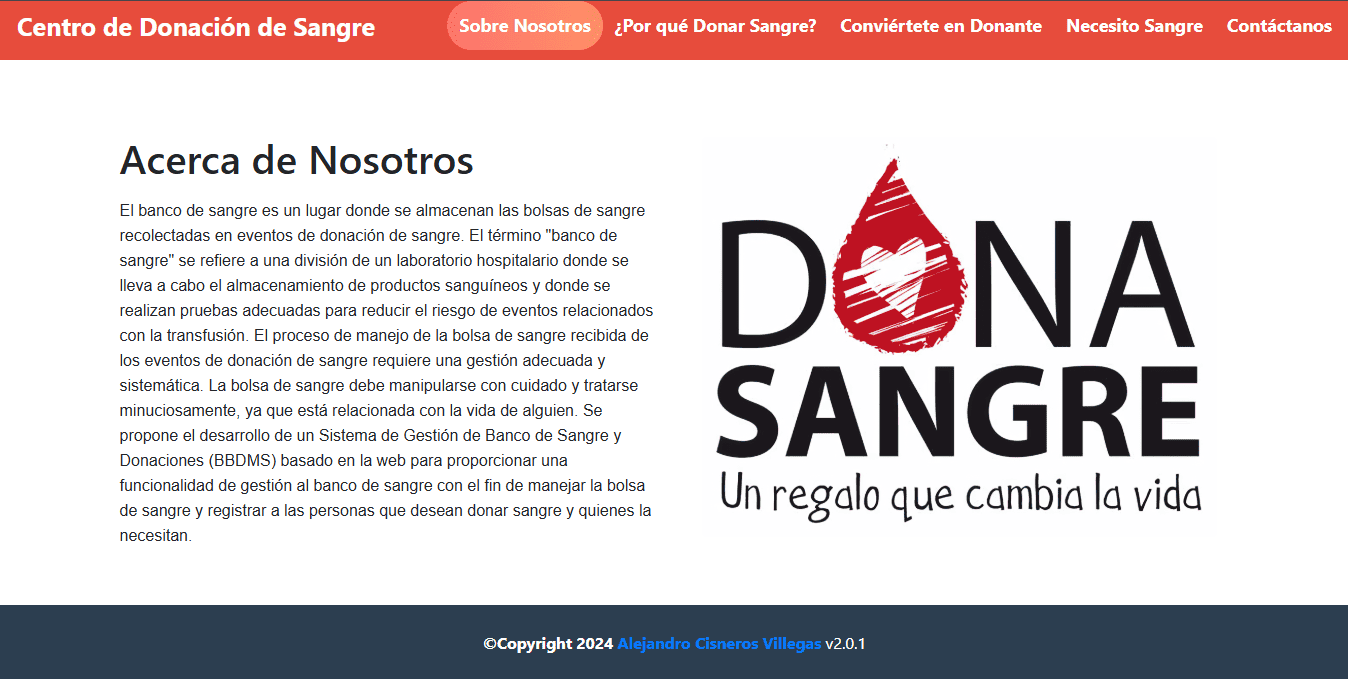 Centro de Donación de Sangre
Sobre Nosotros
¿Por qué Donar Sangre?
Conviértete en Donante
Necesito Sangre
Contáctanos
Acerca de Nosotros
El banco de sangre es un lugar donde se almacenan las bolsas de sangre
recolectadas en eventos de donación de sangre. El término "banco de
sangre" se refiere a una división de un laboratorio hospitalario donde se
lleva a cabo el almacenamiento de productos sanguíneos y donde se
realizan pruebas adecuadas para reducir el riesgo de eventos relacionados
con la transfusión. El proceso de manejo de la bolsa de sangre recibida de
los eventos de donación de sangre requiere una gestión adecuada y
sistemática. La bolsa de sangre debe manipularse con cuidado y tratarse
minuciosamente, ya que está relacionada con la vida de alguien. Se
propone el desarrollo de un Sistema de Gestión de Banco de Sangre y
Donaciones (BBDMS) basado en la web para proporcionar una
funcionalidad de gestión al banco de sangre con el fin de manejar la bolsa
de sangre y registrar a las personas que desean donar sangre y quienes la
necesitan.
DONA
SANGRE
Un regalo que cambia la vida
©Copyright 2024 Alejandro Cisneros Villegas v2.0.1